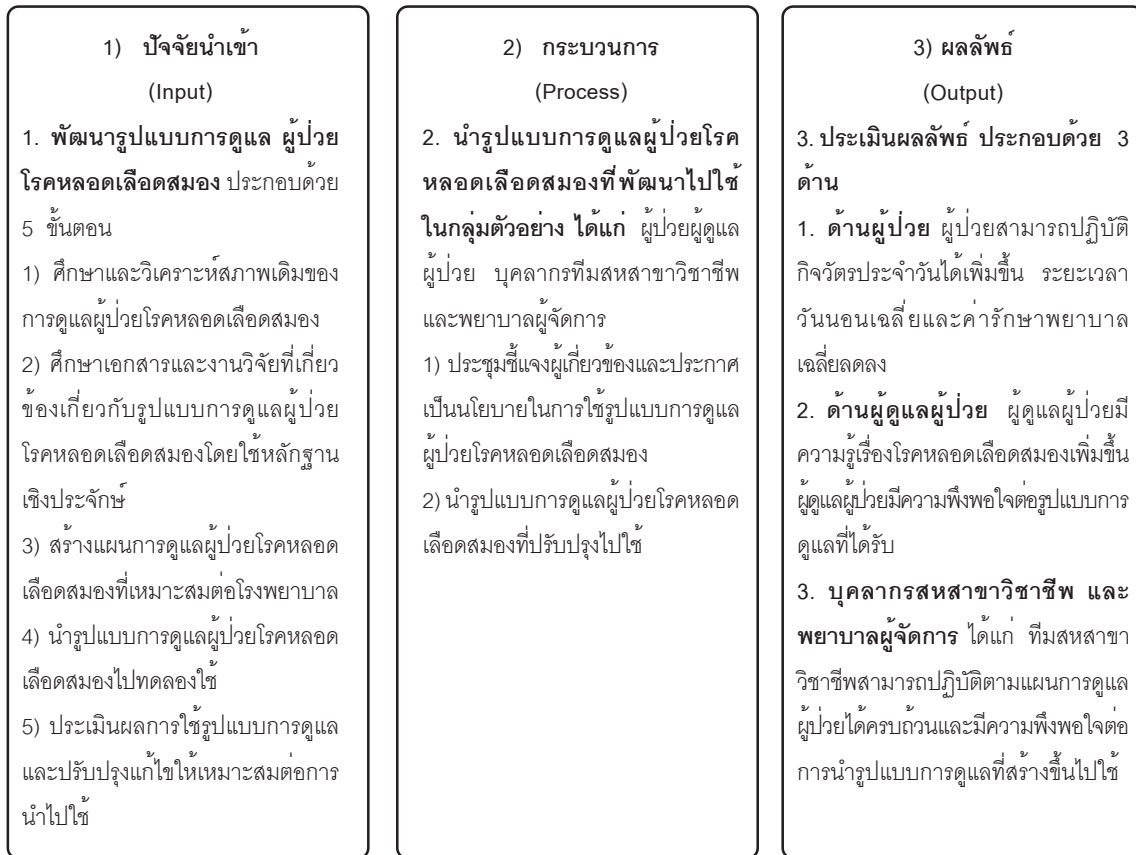 1) ปัจจัยนำเข้า
(Input)
1. พัฒนารูปแบบการดูแล ผู้ป่วย
โรคหลอดเลือดสมอง ประกอบด้วย
5 ขั้นตอน
1) ศึกษาและวิเคราะห์สภาพเดิมของ
การดูแลผู้ป่วยโรคหลอดเลือดสมอง
2) ศึกษาเอกสารและงานวิจัยที่เกี่ยว
ข้องเกี่ยวกับรูปแบบการดูแลผู้ป่วย
โรคหลอดเลือดสมองโดยใช้หลักฐาน
เชิงประจักษ์
3) สร้างแผนการดูแลผู้ป่วยโรคหลอด
เลือดสมองที่เหมาะสมต่อโรงพยาบาล
4) นำรูปแบบการดูแลผู้ป่วยโรคหลอด
เลือดสมองไปทดลองใช้
5) ประเมินผลการใช้รูปแบบการดูแล
และปรับปรุงแก้ไขให้เหมาะสมต่อการ
นำไปใช้
2) กระบวนการ
(Process)
2. นำรูปแบบการดูแลผู้ป่วยโรค
หลอดเลือดสมองที่พัฒนาไปใช้
ในกลุ่มตัวอย่าง ได้แก่ ผู้ป่วยผู้ดูแล
ผู้ป่วย บุคลากรทีมสหสาขาวิชาชีพ
และพยาบาลผู้จัดการ
1) ประชุมชี้แจงผู้เกี่ยวข้องและประกาศ
เป็นนโยบายในการใช้รูปแบบการดูแล
ผู้ป่วยโรคหลอดเลือดสมอง
2) นำรูปแบบการดูแลผู้ป่วยโรคหลอด
เลือดสมองที่ปรับปรุงไปใช้
3) ผลลัพธ์
(Output)
3. ประเมินผลลัพธ์ ประกอบด้วย 3
ด้าน
1. ด้านผู้ป่วย ผู้ป่วยสามารถปฏิบัติ
กิจวัตรประจำวันได้เพิ่มขึ้น ระยะเวลา
วันนอนเฉลี่ยและค่ารักษาพยาบาล
เฉลี่ยลดลง
2. ด้านผู้ดูแลผู้ป่วย ผู้ดูแลผู้ป่วยมี
ความรู้เรื่องโรคหลอดเลือดสมองเพิ่มขึ้น
ผู้ดูแลผู้ป่วยมีความพึงพอใจต่อรูปแบบการ
ดูแลที่ได้รับ
3. บุคลากรสหสาขาวิชาชีพ และ
พยาบาลผู้จัดการ ได้แก่ ทีมสหสาขา
วิชาชีพสามารถปฏิบัติตามแผนการดูแล
ผู้ป่วยได้ครบถ้วนและมีความพึงพอใจต่อ
การนำรูปแบบการดูแลที่สร้างขึ้นไปใช้